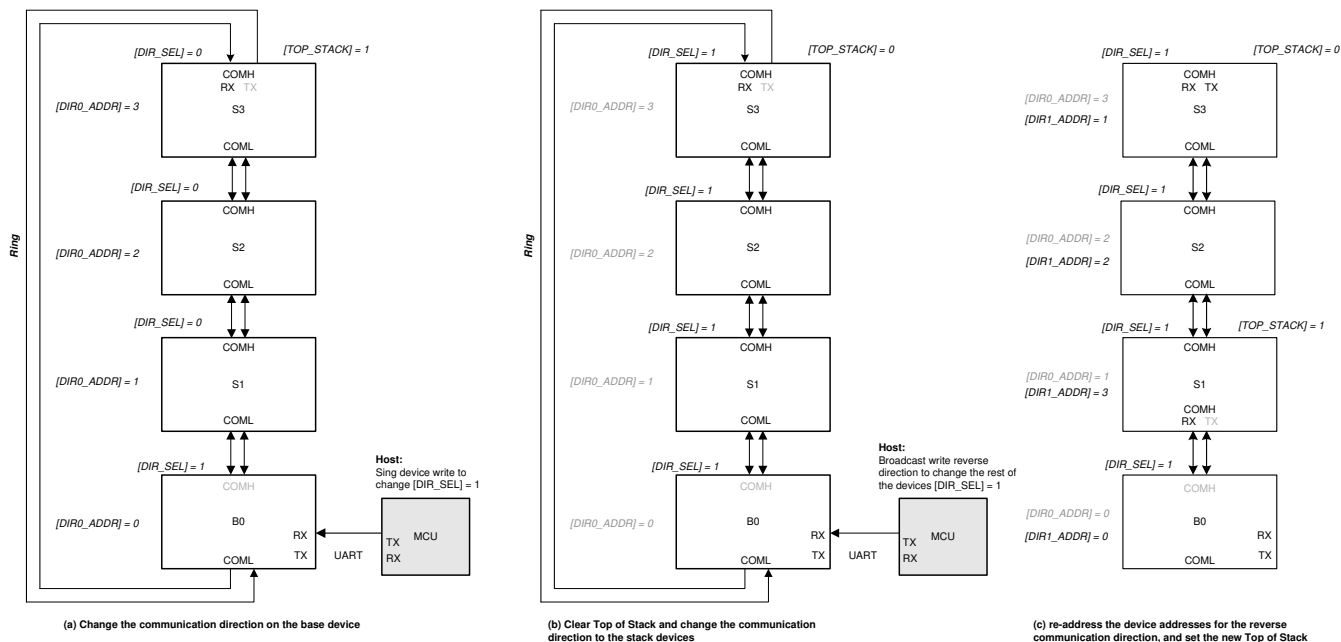 [DIR_SEL] = 0
[TOP_STACK] = 1
COMH
RX TX
[DIR0_ADDR] = 3
S3
COML
[DIR_SEL] = 0
COMH
Ring
[DIR0_ADDR] = 2
S2
COML
[DIR_SEL] = 0
COMH
[DIR0_ADDR] = 1
S1
COML
[DIR_SEL] = 1
Host:
Sing device write to
change [DIR_SEL] = 1
COMH
[DIR0_ADDR] = 0
B0
RX
TX
COML
UART
TX
RX
MCU
(a) Change the communication direction on the base device
[DIR_SEL] = 1
[TOP_STACK] = 0
COMH
RX TX
[DIR0_ADDR] = 3
S3
COML
[DIR_SEL] = 1
COMH
Ring
[DIR0_ADDR] = 2
S2
COML
[DIR_SEL] = 1
COMH
[DIR0_ADDR] = 1
S1
COML
[DIR_SEL] = 1
Host:
Broadcast write reverse
direction to change the rest of
the devices [DIR_SEL] = 1
COMH
[DIR0_ADDR] = 0
B0
RX
TX
COML
UART
TX
RX
MCU
(b) Clear Top of Stack and change the communication
direction to the stack devices
[DIR_SEL] = 1
[TOP_STACK] = 0
COMH
RX TX
[DIR0_ADDR] = 3
[DIR1_ADDR] = 1
S3
COML
[DIR_SEL] = 1
COMH
[DIR0_ADDR] = 2
[DIR1_ADDR] = 2
S2
COML
[DIR_SEL] = 1
[TOP_STACK] = 1
COMH
[DIR0_ADDR] = 1
[DIR1_ADDR] = 3
S1
COMH
RX TX
[DIR_SEL] = 1
COMH
[DIR0_ADDR] = 0
[DIR1_ADDR] = 0
B0
RX
TX
COML
(c) re-address the device addresses for the reverse
communication direction, and set the new Top of Stack